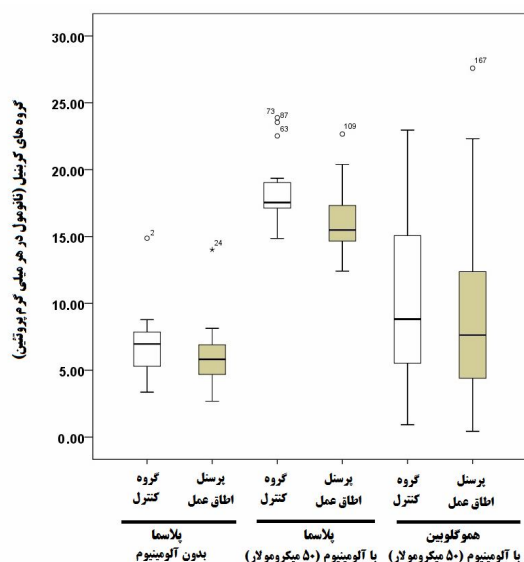 گروه های کربنیل (نانومول در هر میلی گرم پروتئین)
30.00
25.00
20.00
15.00
10.00
5.00
0.00
2
24
73
87
63
109
167
گروه کنترل
پرسنل اطاق عمل
گروه کنترل
پرسنل اطاق عمل
گروه کنترل
پرسنل اطاق عمل
پلاسما
بدون آلومینیوم
پلاسما
با آلومینیوم (۵۰ میکرومولار)
هموگلوبین
با آلومینیوم (۵۰ میکرومولار)